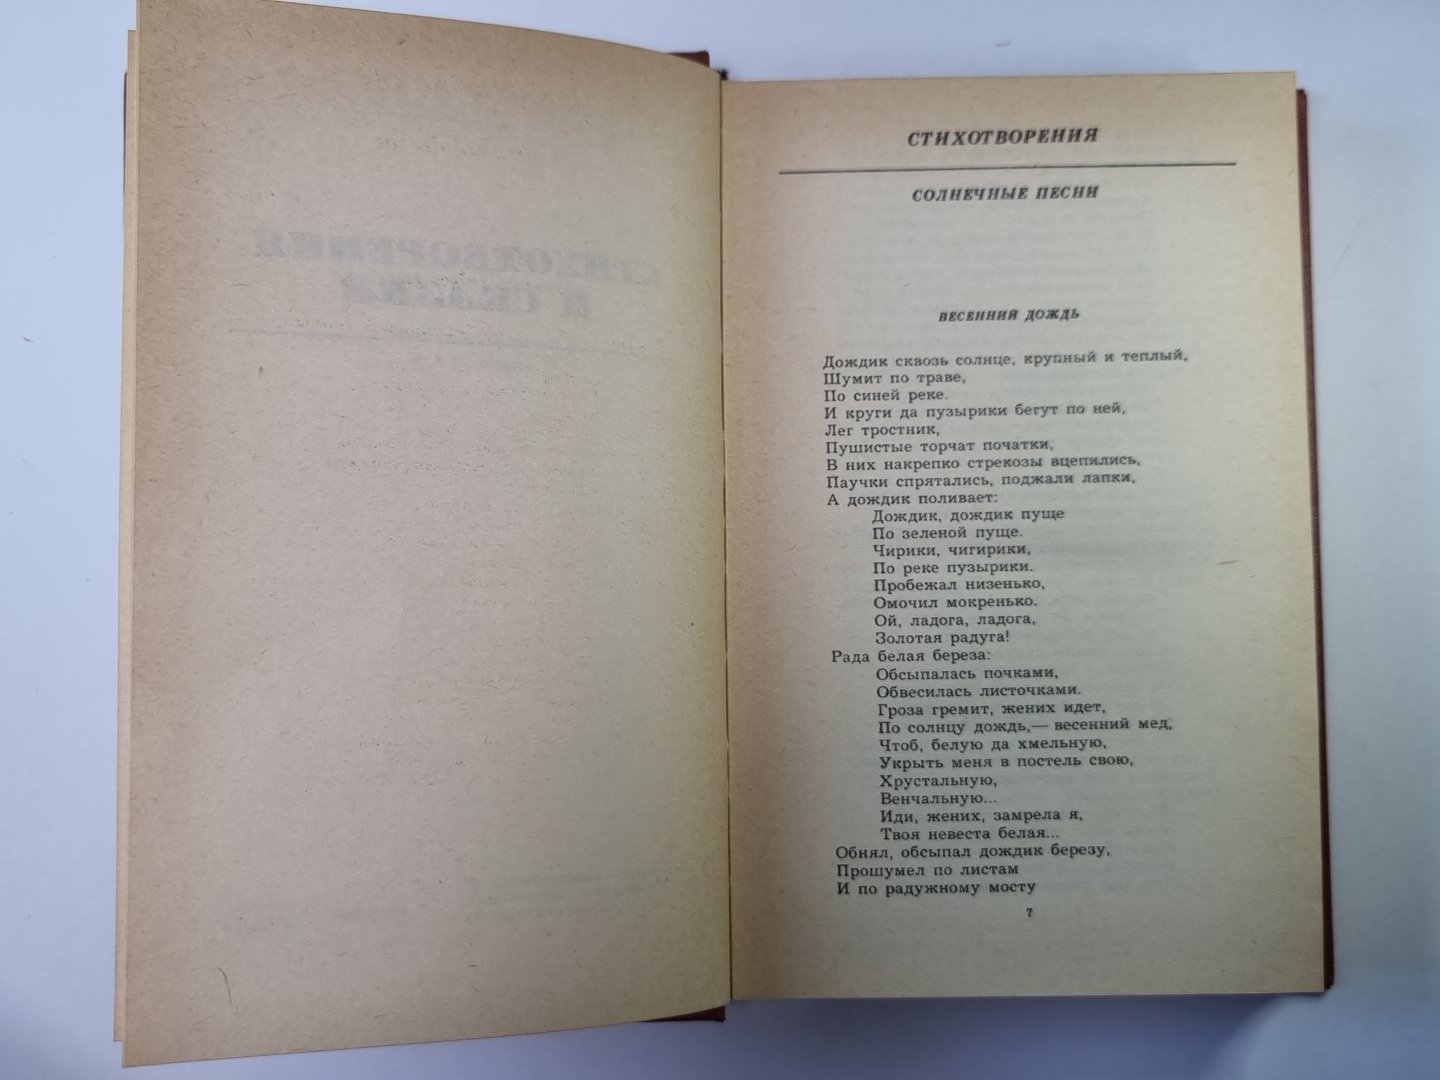 СТИХОТВОРЕНИЯ
СОЛНЕЧНЫЕ ПЕСНИ
ВЕСЕННИЙ ДОЖДЬ
Дождик сквозь солнце, крупный и теплый,
Шумит по траве,
По синей реке.
И круги да пузырики бегут по ней,
Лег тростник,
Пушистые торчат початки,
В них накрепко стрекозы вцепились,
Паучки спрятались, поджали лапки,
А дождик поливает:
Дождик, дождик пуще
По зеленой пуще.
Чирики, чигирики,
По реке пузырики.
Пробежал низенько,
Омочил мокренько.
Ой, ладога, ладога,
Золотая радуга!
Рада белая береза:
Обсыпалась почками,
Обвесилась листочками.
Гроза гремит, жених идет,
По солнцу дождь,— весенний мед,
Чтоб, белую да хмельную,
Укрыть меня в постель свою,
Хрустальную,
Венчальную...
Иди, жених, замрела я,
Твоя невеста белая...
Обнял, обсыпал дождик березу,
Прошумел по листам
И по радужному мосту
7